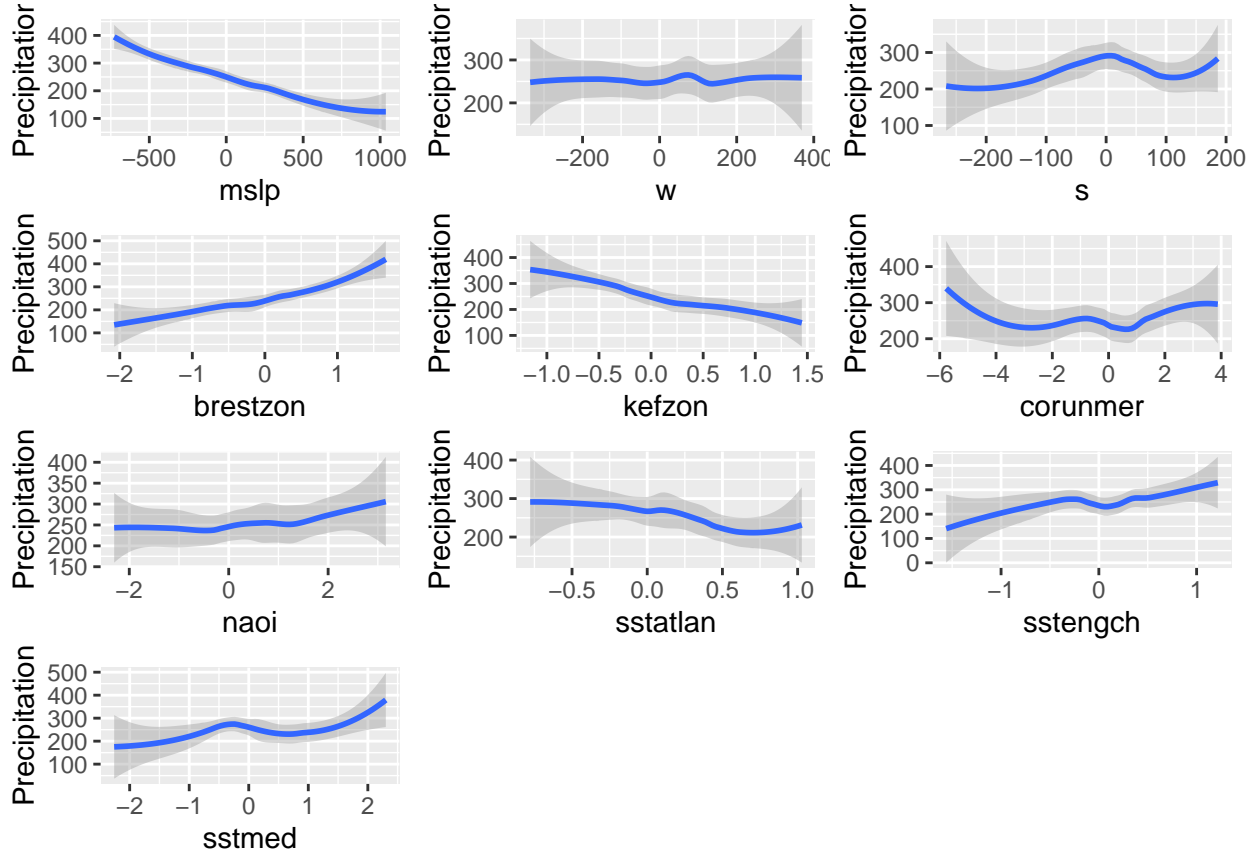 Precipitation
400
300
200
100
−500 0 500 1000
mslp
Precipitation
300
200
−200 0 200 400
w
Precipitation
300
200
100
−200 −100 0 100 200
s
Precipitation
500
400
300
200
100
−2 −1 0 1
brestzon
Precipitation
400
300
200
100
−1.0 −0.5 0.0 0.5 1.0 1.5
kefzon
Precipitation
400
300
200
−6 −4 −2 0 2 4
corunmer
Precipitation
400
350
300
250
200
150
−2 0 2
naoi
Precipitation
400
300
200
−0.5 0.0 0.5 1.0
sstatlan
Precipitation
400
300
200
100
0
−1 0 1
sstengch
Precipitation
500
400
300
200
100
−2 −1 0 1 2
sstmed